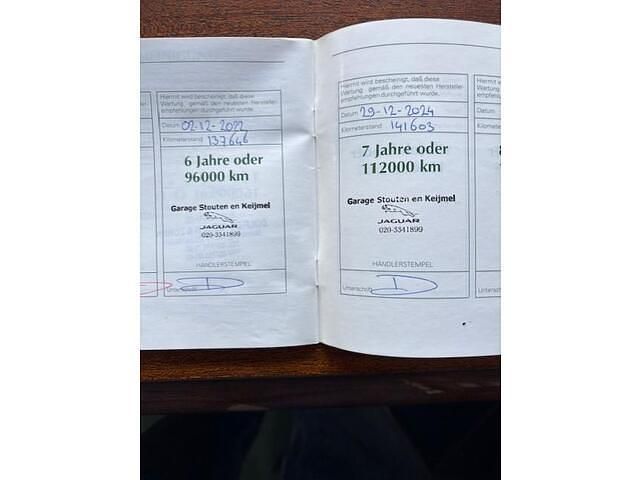 Hiermit wird bescheinigt, daß diese
Wartung gemäß den neuesten Hersteller-
empfehlungen durchgeführt wurde.
Datum 02-12-2022
Kilometerstand 137646
6 Jahre oder
96000 km
Garage Stouten en Keijmel
JAGUAR
020-3341899
HÄNDLERSTEMPEL
Unterschrift
Hiermit wird bescheinigt, daß diese
Wartung gemäß den neuesten Hersteller-
empfehlungen durchgeführt wurde.
Datum 29-12-2024
Kilometerstand 141603
7 Jahre oder
112000 km
Garage Stouten en Keijmel
JAGUAR
020-3341899
HÄNDLERSTEMPEL
Unterschrift